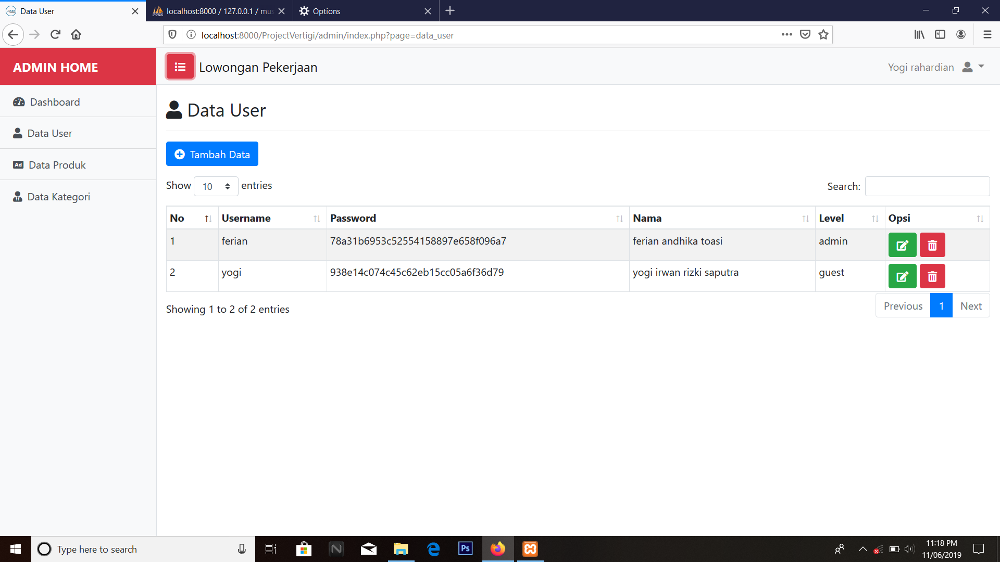 Data User
localhost:8000 / 127.0.0.1 / mus
Options
localhost:8000/ProjectVertigi/admin/index.php?page=data_user
ADMIN HOME
Lowongan Pekerjaan
Yogi rahardian
Dashboard
Data User
Data Produk
Data Kategori
Data User
Tambah Data
Show 10 entries
Search:
No Username Password Nama Level Opsi
1 ferian 78a31b6953c52554158897e658f096a7 ferian andhika toasi admin
2 yogi 938e14c074c45c62eb15cc05a6f36d79 yogi irwan rizki saputra guest
Showing 1 to 2 of 2 entries
Previous 1 Next
Type here to search
Ps
11:18 PM
11/06/2019